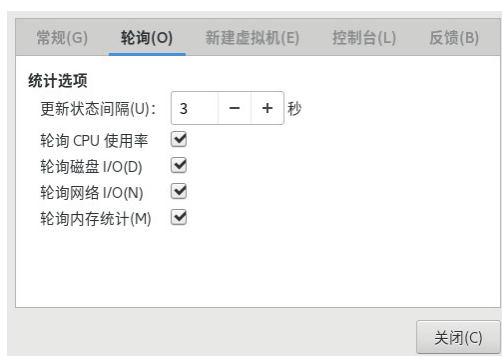 常规(G) 轮询(O) 新建虚拟机(E) 控制台(L) 反馈(B)
统计选项
更新状态间隔(U): 3 − + 秒
轮询 CPU 使用率
轮询磁盘 I/O(D)
轮询网络 I/O(N)
轮询内存统计(M)
关闭(C)